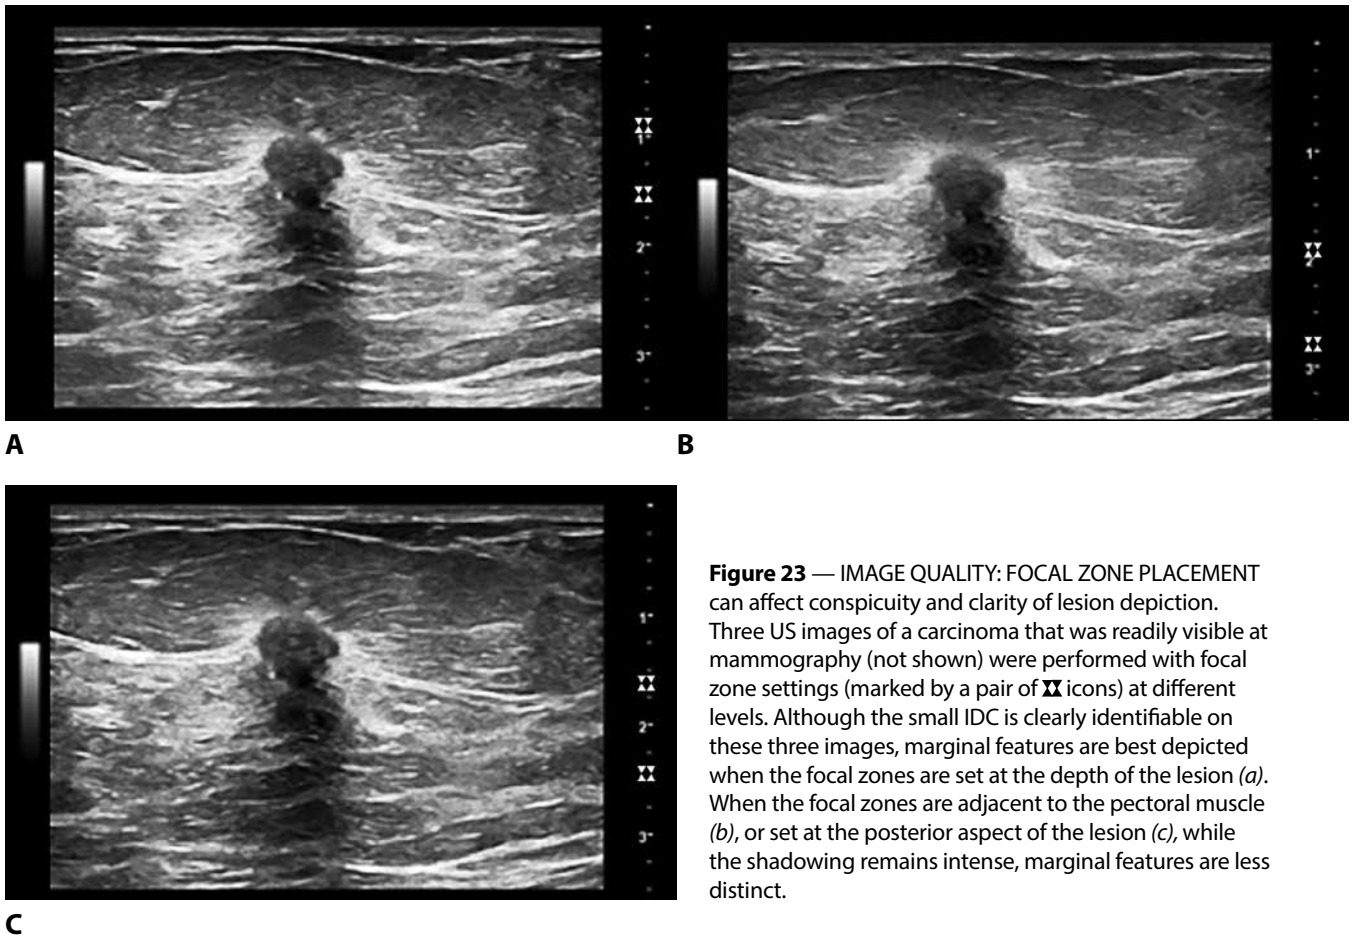 1-
2-
3-
A
1-
2
3-
B
1-
2-
3-
C
Figure 23 — IMAGE QUALITY: FOCAL ZONE PLACEMENT
can affect conspicuity and clarity of lesion depiction.
Three US images of a carcinoma that was readily visible at
mammography (not shown) were performed with focal
zone settings (marked by a pair of icons) at different
levels. Although the small IDC is clearly identifiable on
these three images, marginal features are best depicted
when the focal zones are set at the depth of the lesion (a).
When the focal zones are adjacent to the pectoral muscle
(b), or set at the posterior aspect of the lesion (c), while
the shadowing remains intense, marginal features are less
distinct.